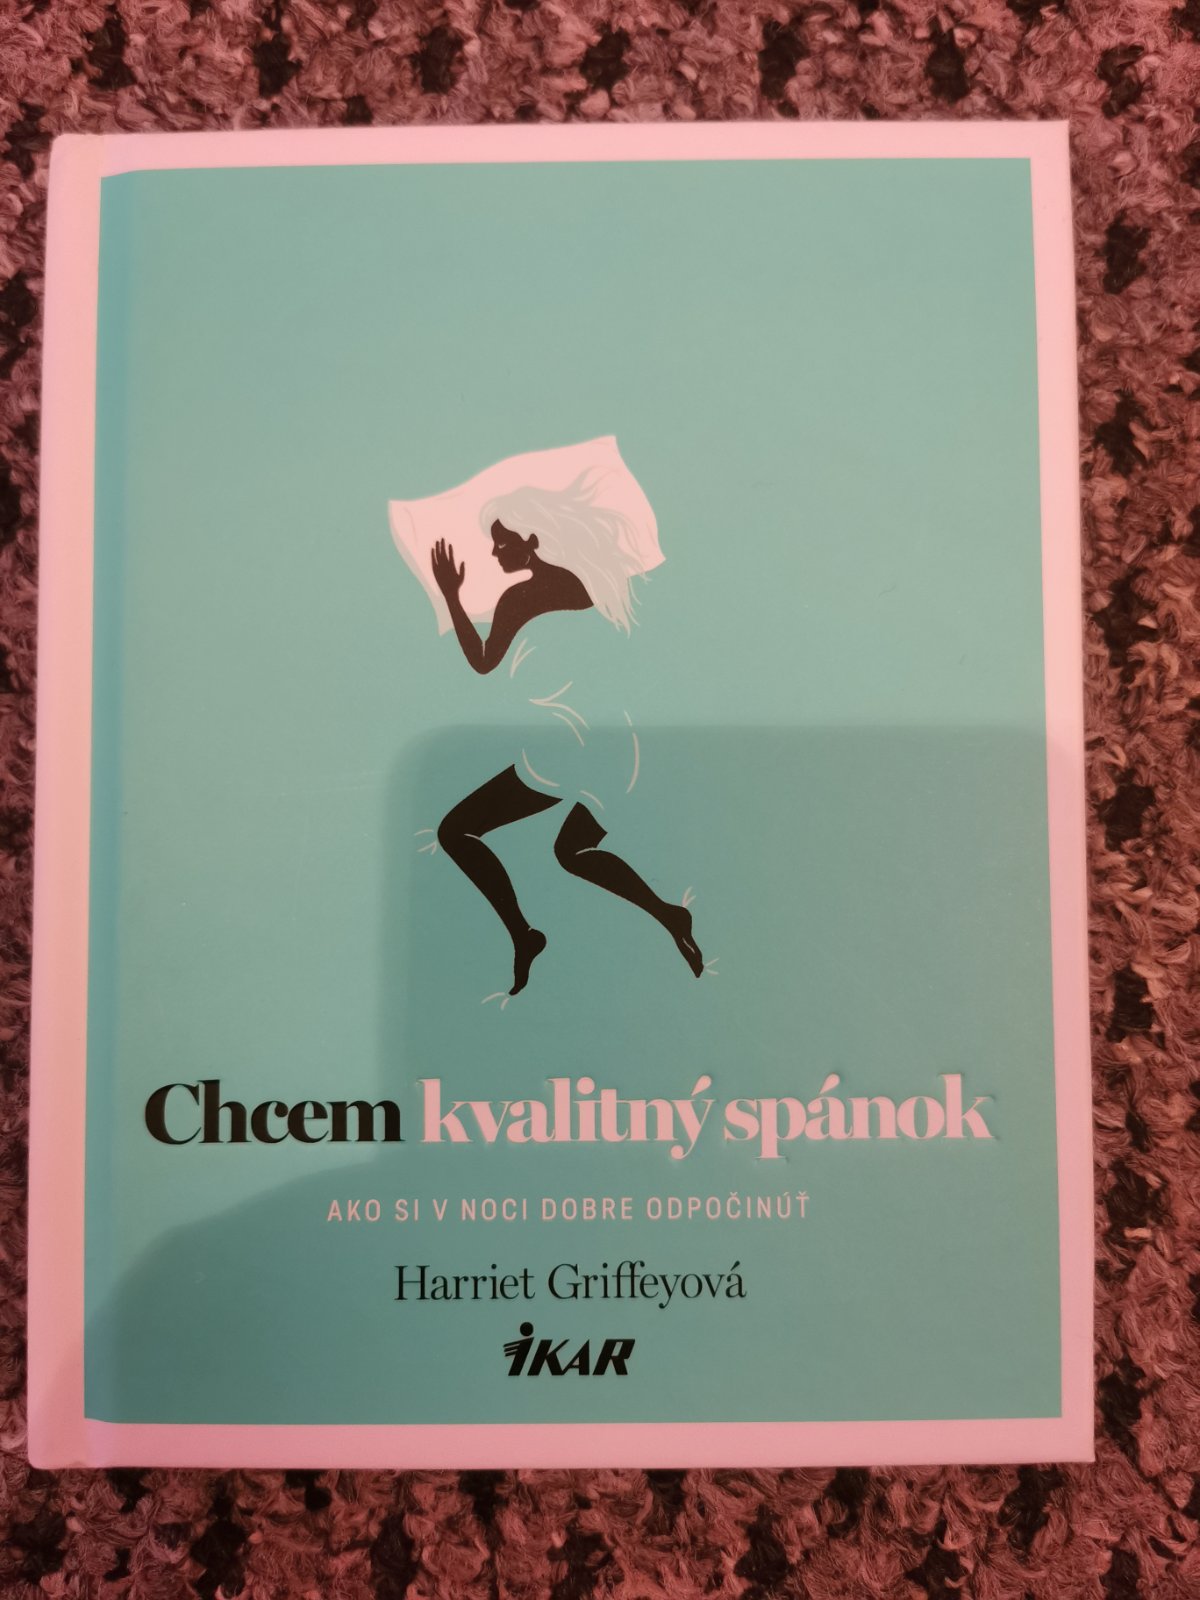 Chcem kvalitný spánok
AKO SI V NOCI DOBRE ODPOČINÚŤ
Harriet Griffeyová
IKAR